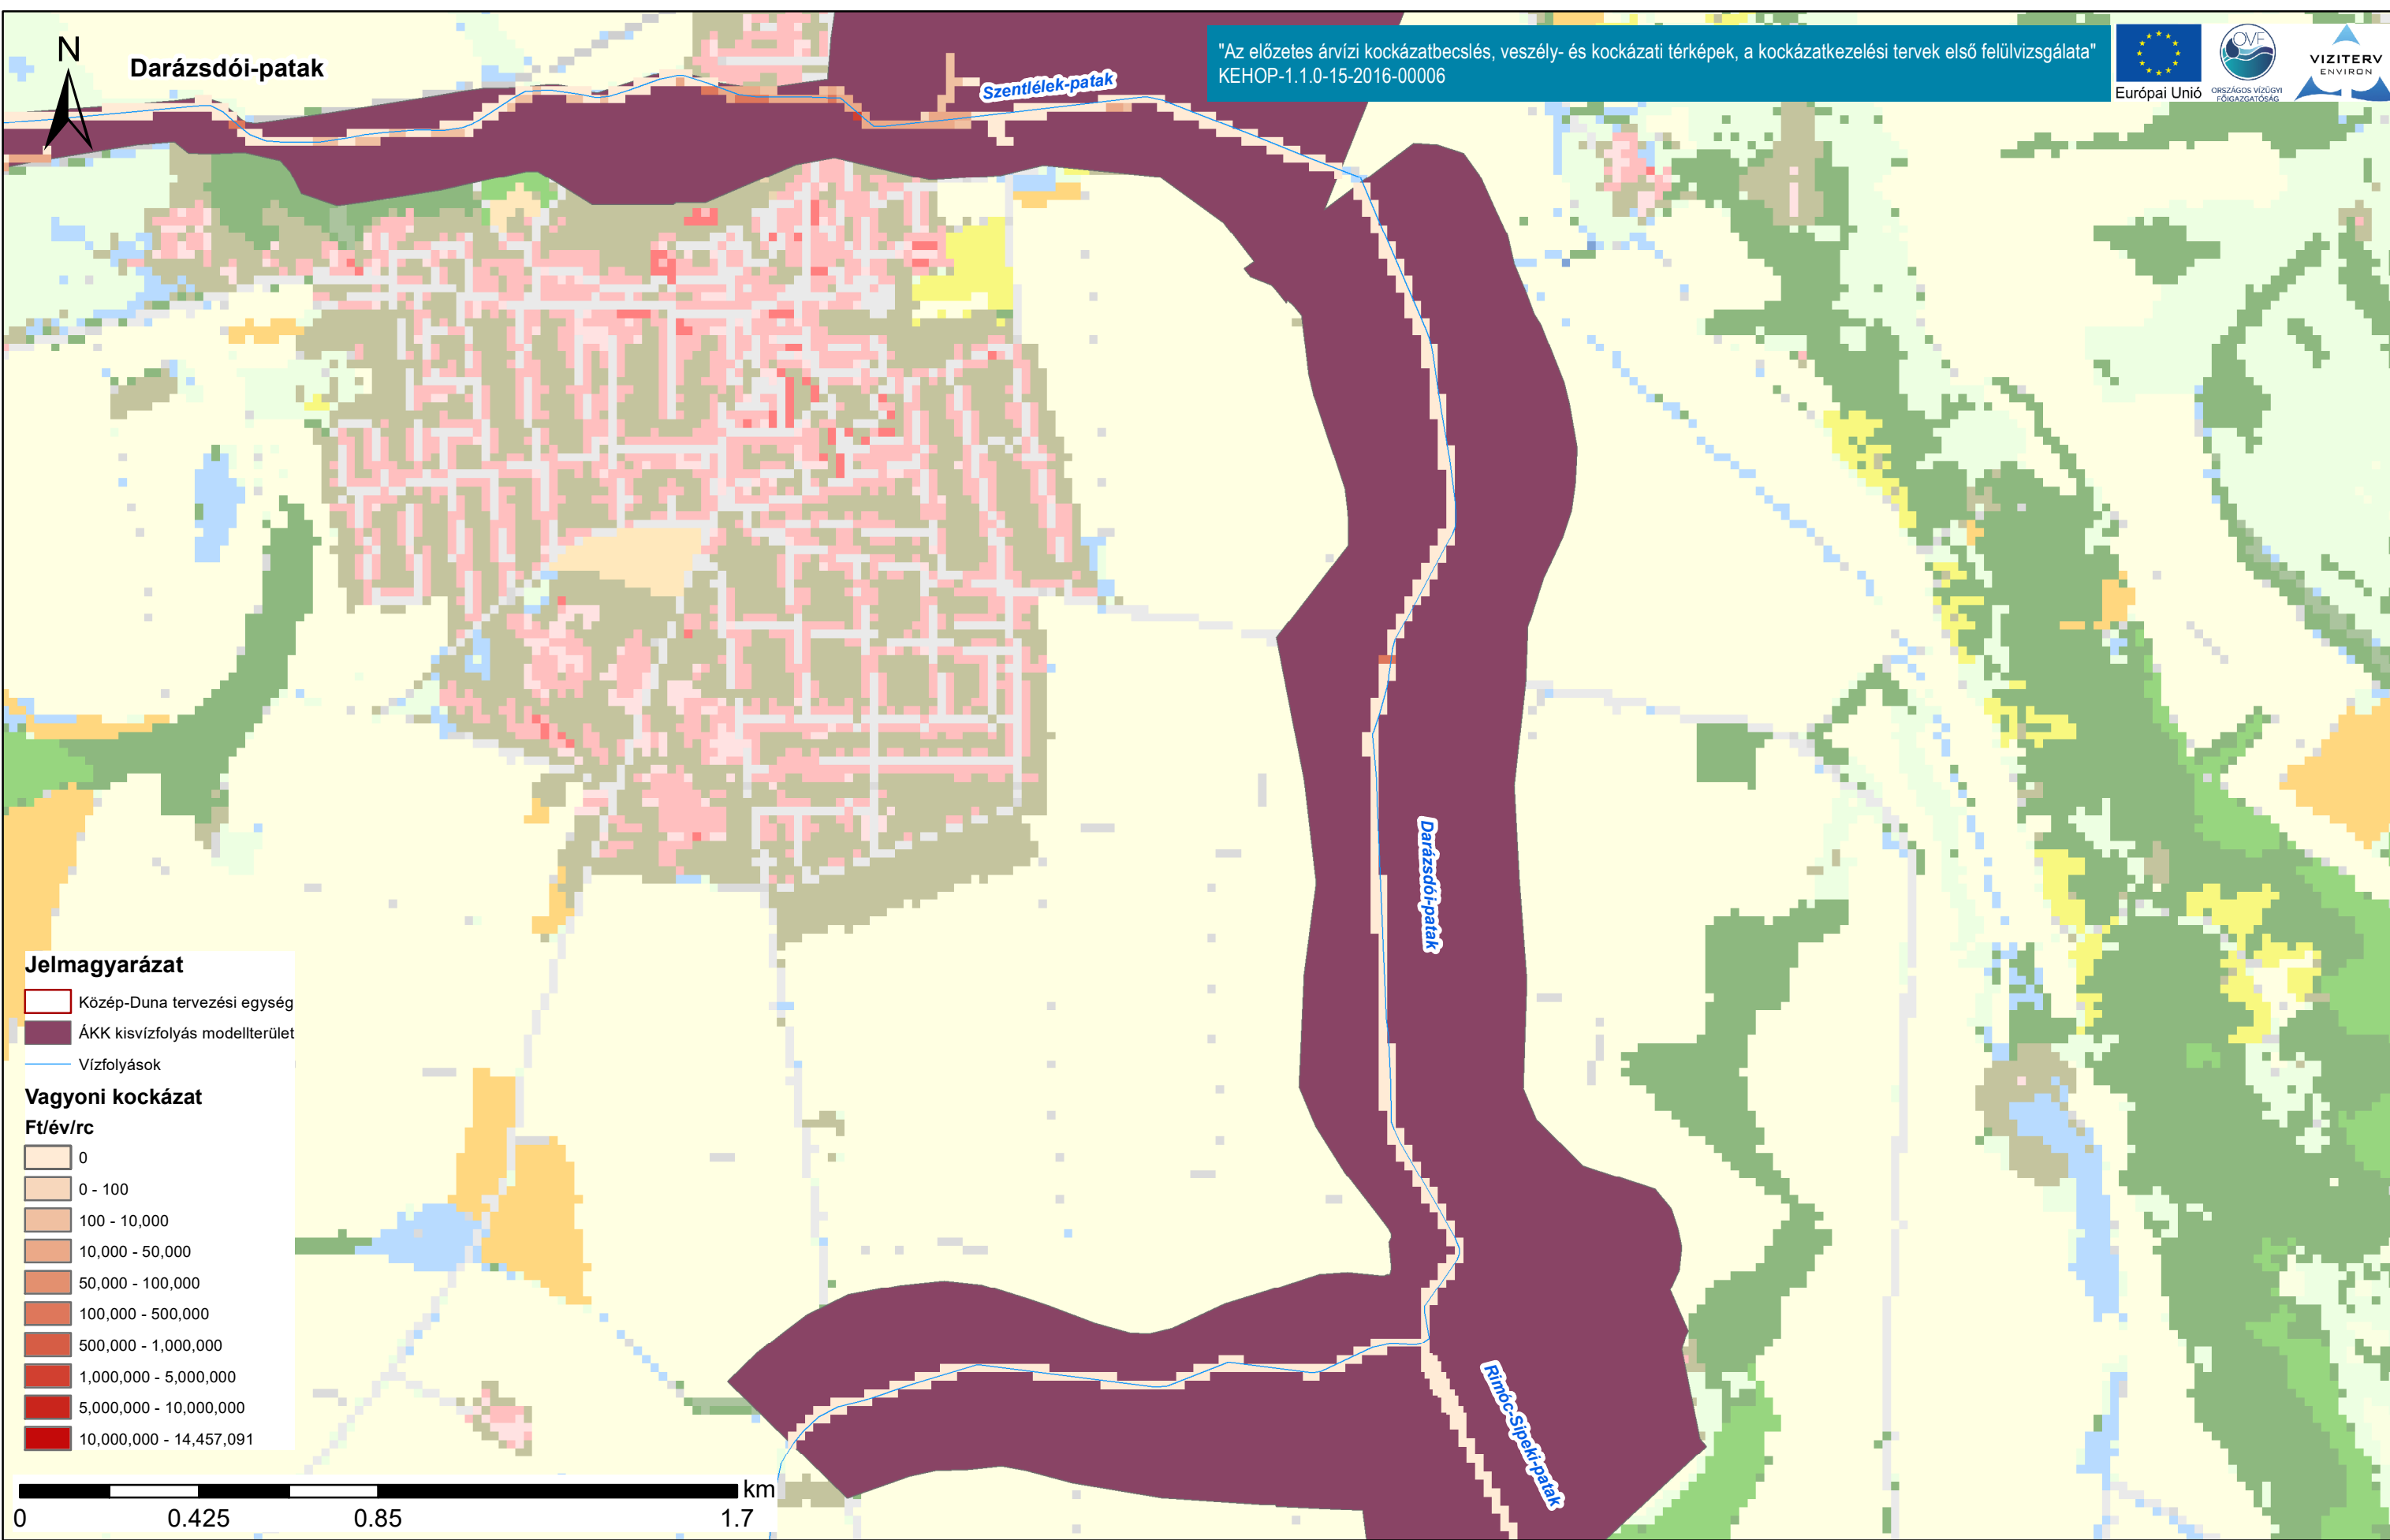 N
Darázsdói-patak
Szentlélek-patak
"Az előzetes árvízi kockázatbecslés, veszély- és kockázati térképek, a kockázatkezelési tervek első felülvizsgálata"
KEHOP-1.1.0-15-2016-00006
Európai Unió
OVF
ORSZÁGOS VÍZÜGYI
FŐIGAZGATÓSÁG
VIZITERV
ENVIRON
Darázsdói-patak
Rimóc-Sipeki-patak
Jelmagyarázat
Közép-Duna tervezési egység
ÁKK kisvízfolyás modellterület
Vízfolyások
Vagyoni kockázat
Ft/év/rc
0
0 - 100
100 - 10,000
10,000 - 50,000
50,000 - 100,000
100,000 - 500,000
500,000 - 1,000,000
1,000,000 - 5,000,000
5,000,000 - 10,000,000
10,000,000 - 14,457,091
km
0 0.425 0.85 1.7